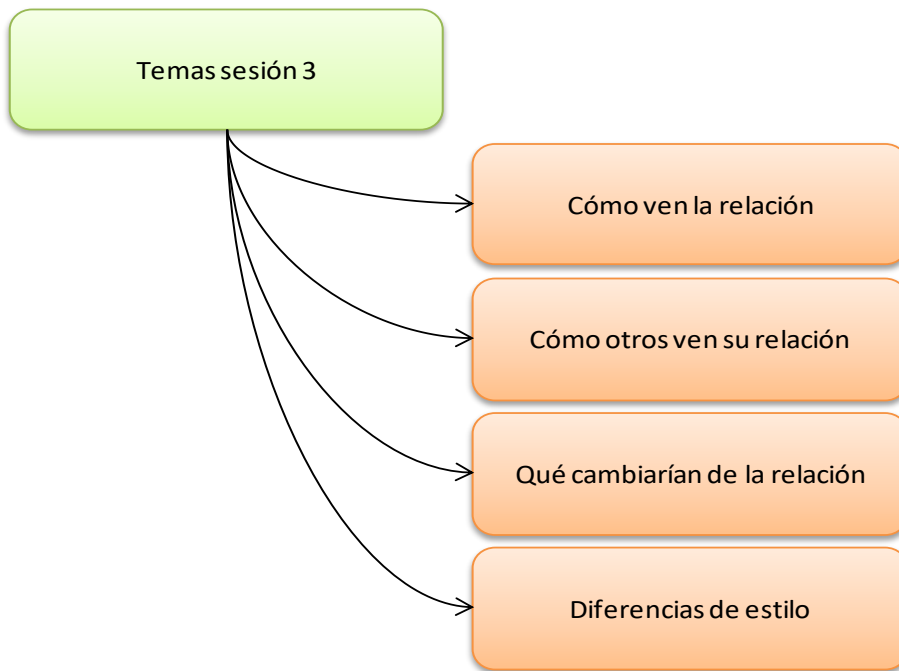 Temas sesión 3
Cómo ven la relación
Cómo otros ven su relación
Qué cambiarían de la relación
Diferencias de estilo